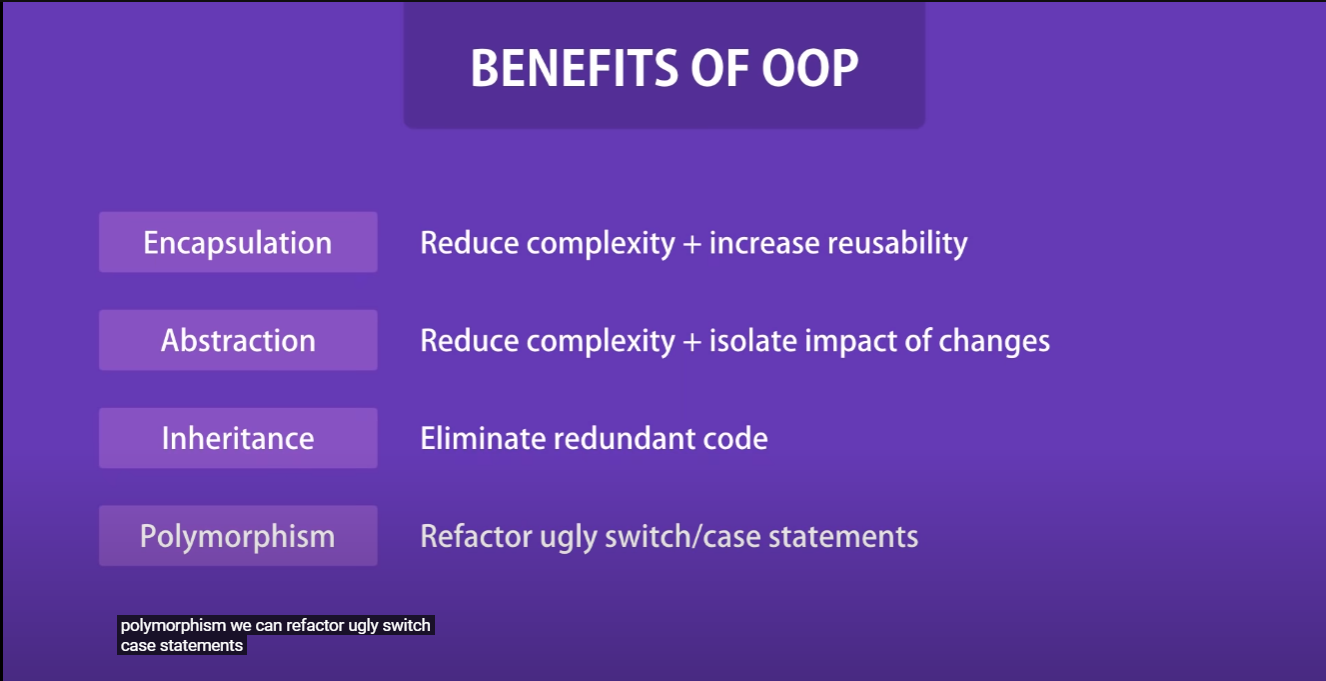 BENEFITS OF OOP
Encapsulation Reduce complexity + increase reusability
Abstraction Reduce complexity + isolate impact of changes
Inheritance Eliminate redundant code
Polymorphism Refactor ugly switch/case statements
polymorphism we can refactor ugly switch
case statements